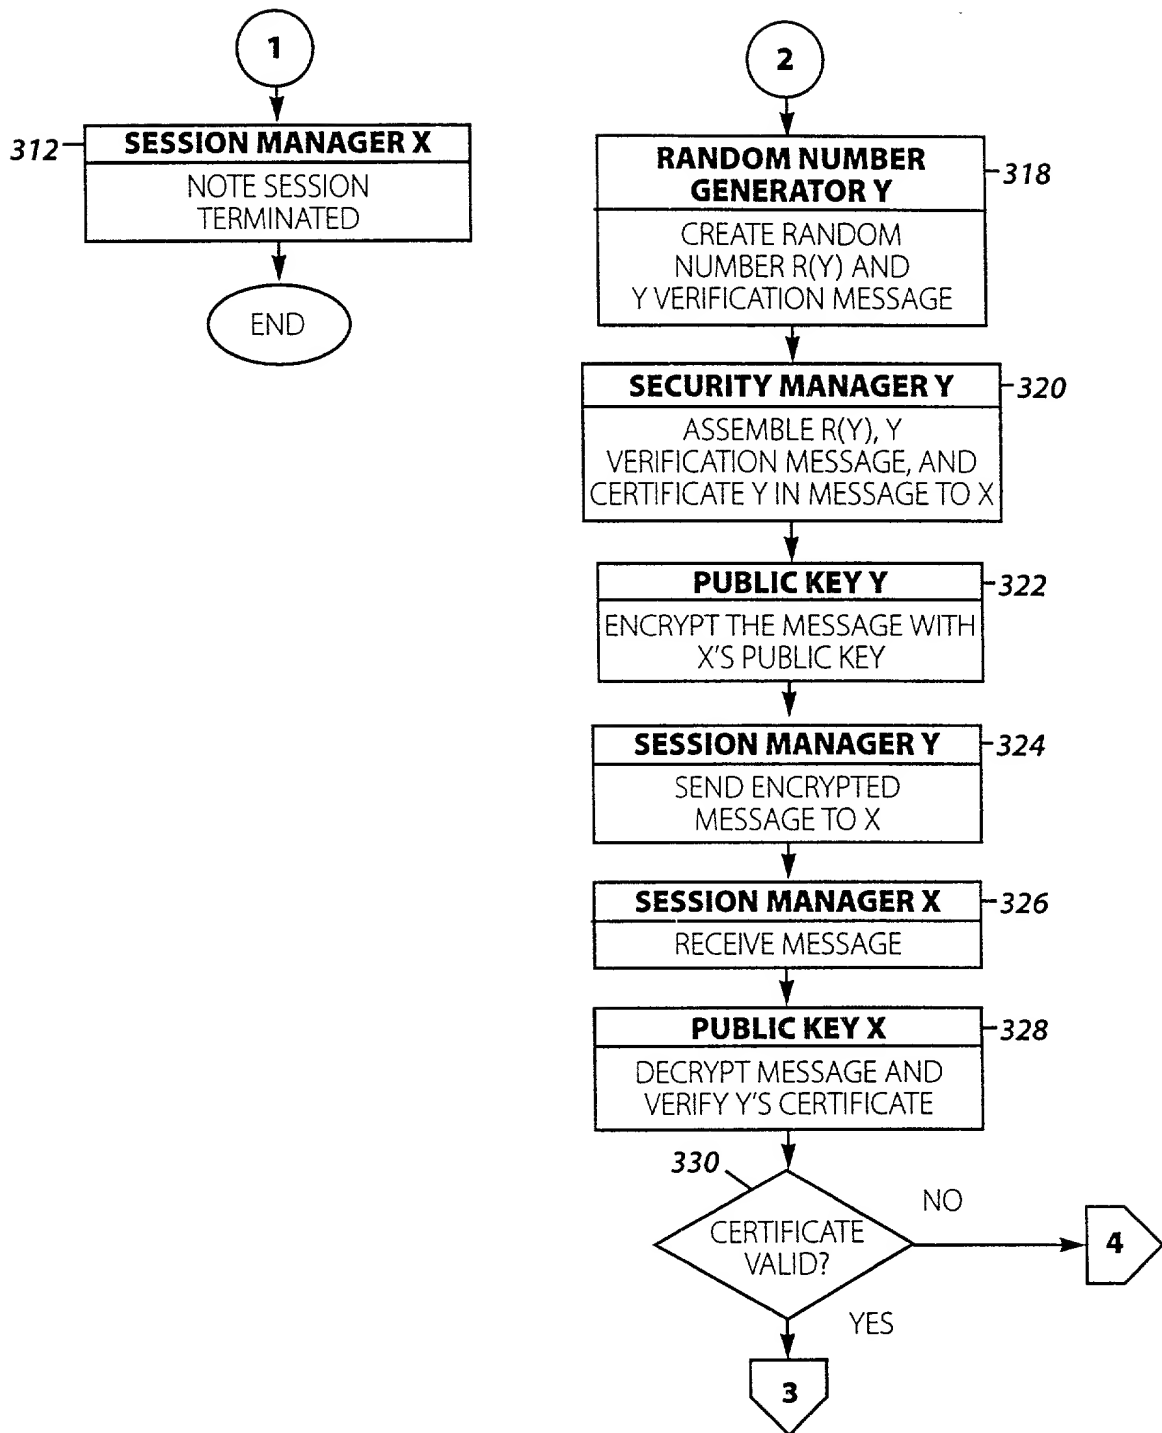 1
312
SESSION MANAGER X
NOTE SESSION
TERMINATED
END
2
RANDOM NUMBER
GENERATOR Y
318
CREATE RANDOM
NUMBER R(Y) AND
Y VERIFICATION MESSAGE
SECURITY MANAGER Y
320
ASSEMBLE R(Y), Y
VERIFICATION MESSAGE, AND
CERTIFICATE Y IN MESSAGE TO X
PUBLIC KEY Y
322
ENCRYPT THE MESSAGE WITH
X'S PUBLIC KEY
SESSION MANAGER Y
324
SEND ENCRYPTED
MESSAGE TO X
SESSION MANAGER X
326
RECEIVE MESSAGE
PUBLIC KEY X
328
DECRYPT MESSAGE AND
VERIFY Y'S CERTIFICATE
330
CERTIFICATE
VALID?
NO
4
YES
3